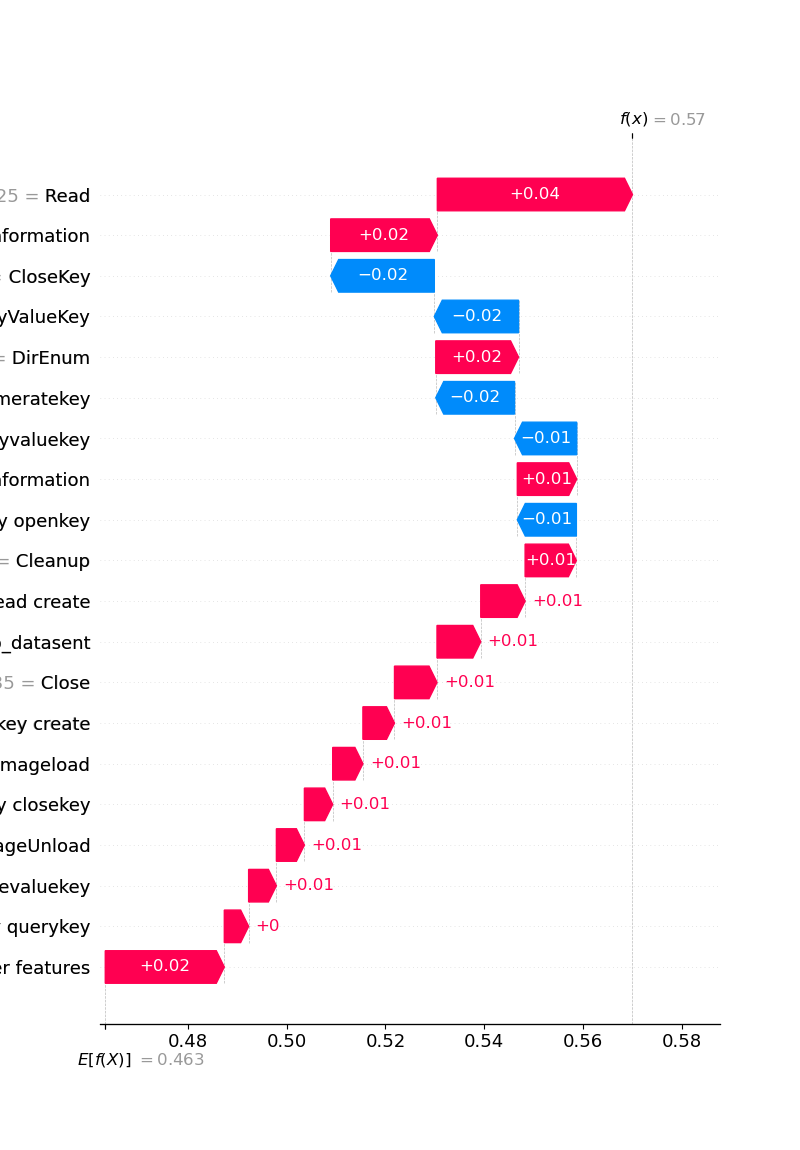 f(x) = 0.57
25 = Read
+0.04
nformation
+0.02
= CloseKey
−0.02
yValueKey
−0.02
= DirEnum
+0.02
meratekey
−0.02
yvaluekey
−0.01
nformation
+0.01
y openkey
−0.01
= Cleanup
+0.01
ead create
+0.01
_datasent
+0.01
35 = Close
+0.01
key create
+0.01
mageload
+0.01
y closekey
+0.01
ageUnload
+0.01
evaluekey
+0.01
querykey
+0
er features
+0.02
0.48 0.50 0.52 0.54 0.56 0.58
E[f(X)] = 0.463